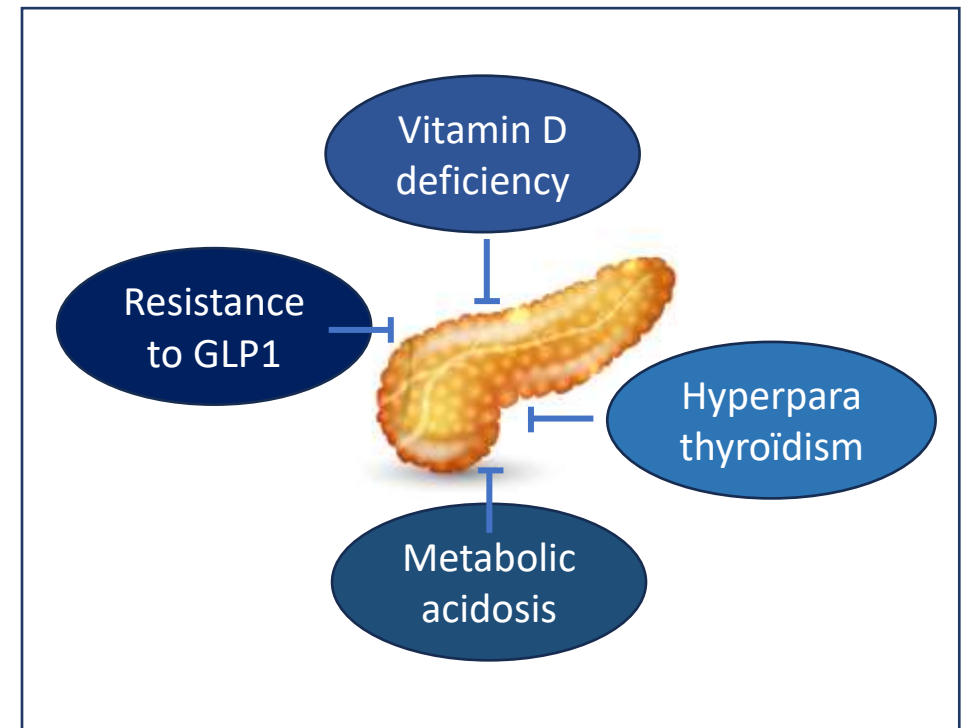 Vitamin D
deficiency
Resistance
to GLP1
Hyperpara
thyroïdism
Metabolic
acidosis